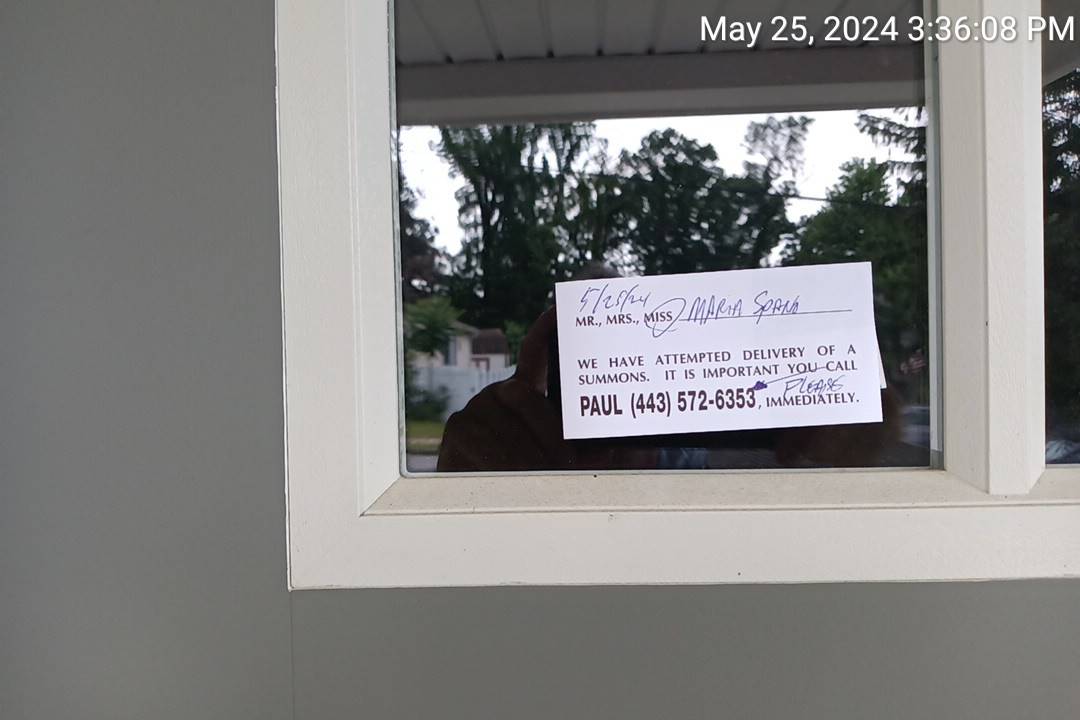 May 25, 2024 3:36:08 PM
5/25/24
MR., MRS., MISS MARIA SPANO
WE HAVE ATTEMPTED DELIVERY OF A
SUMMONS. IT IS IMPORTANT YOU CALL
PLEASE
PAUL (443) 572-6353, IMMEDIATELY.